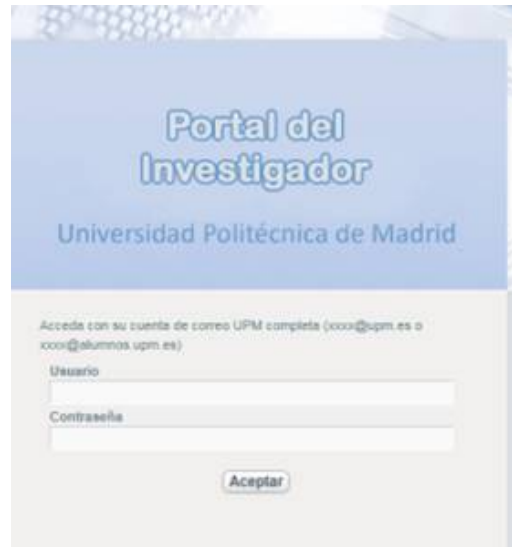 Portal del
Investigador
Universidad Politécnica de Madrid
Acceda con su cuenta de correo UPM completa (xxxx@upm.es o
xxxx@alumnos.upm.es)
Usuario
Contraseña
Aceptar